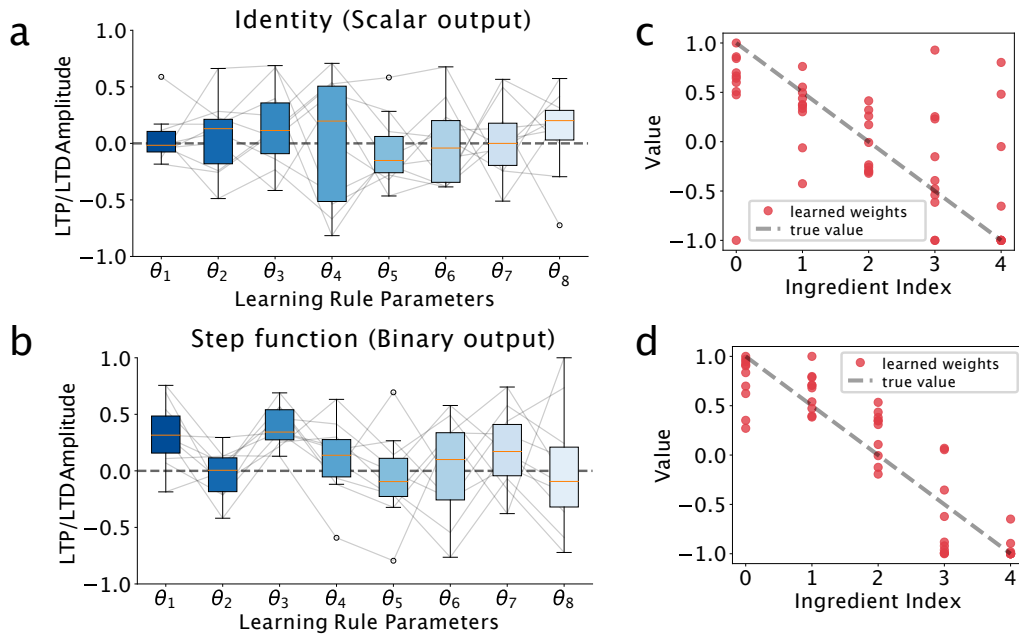 a
Identity (Scalar output)
LTP/LTDAmplitude
1.0
0.5
0.0
−0.5
−1.0
θ1 θ2 θ3 θ4 θ5 θ6 θ7 θ8
Learning Rule Parameters
c
Value
1.0
0.5
0.0
−0.5
−1.0
learned weights
true value
0 1 2 3 4
Ingredient Index
b
Step function (Binary output)
LTP/LTDAmplitude
1.0
0.5
0.0
−0.5
−1.0
θ1 θ2 θ3 θ4 θ5 θ6 θ7 θ8
Learning Rule Parameters
d
Value
1.0
0.5
0.0
−0.5
−1.0
learned weights
true value
0 1 2 3 4
Ingredient Index